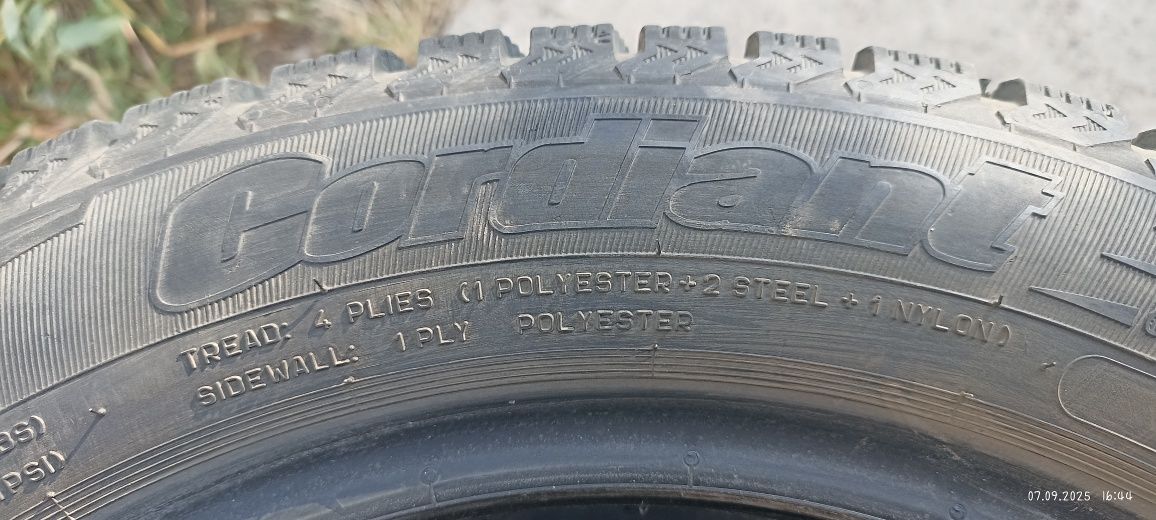 Cordiant
TREAD: 4 PLIES (1 POLYESTER + 2 STEEL + 1 NYLON)
SIDEWALL: 1 PLY POLYESTER
PSI)
07.09.2025 16:44